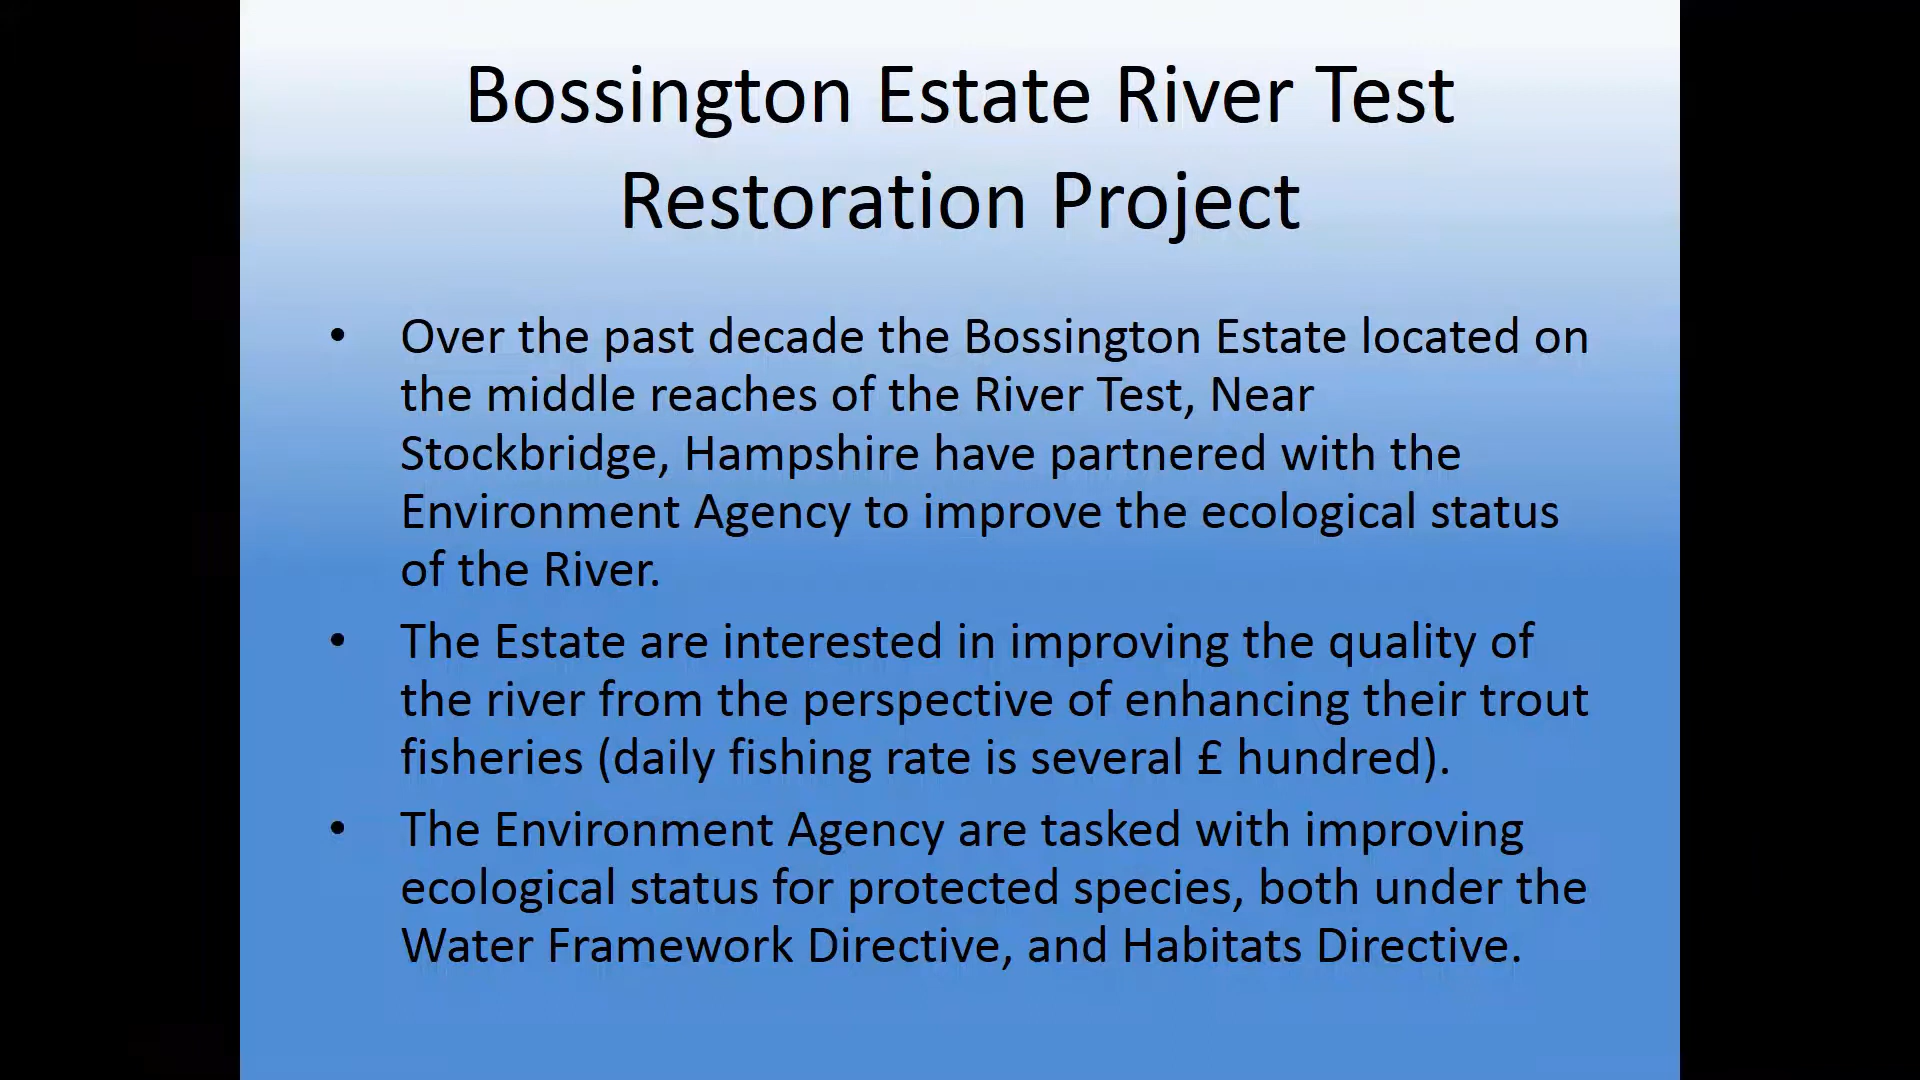 Bossington Estate River Test
Restoration Project
• Over the past decade the Bossington Estate located on
the middle reaches of the River Test, Near
Stockbridge, Hampshire have partnered with the
Environment Agency to improve the ecological status
of the River.
• The Estate are interested in improving the quality of
the river from the perspective of enhancing their trout
fisheries (daily fishing rate is several £ hundred).
• The Environment Agency are tasked with improving
ecological status for protected species, both under the
Water Framework Directive, and Habitats Directive.